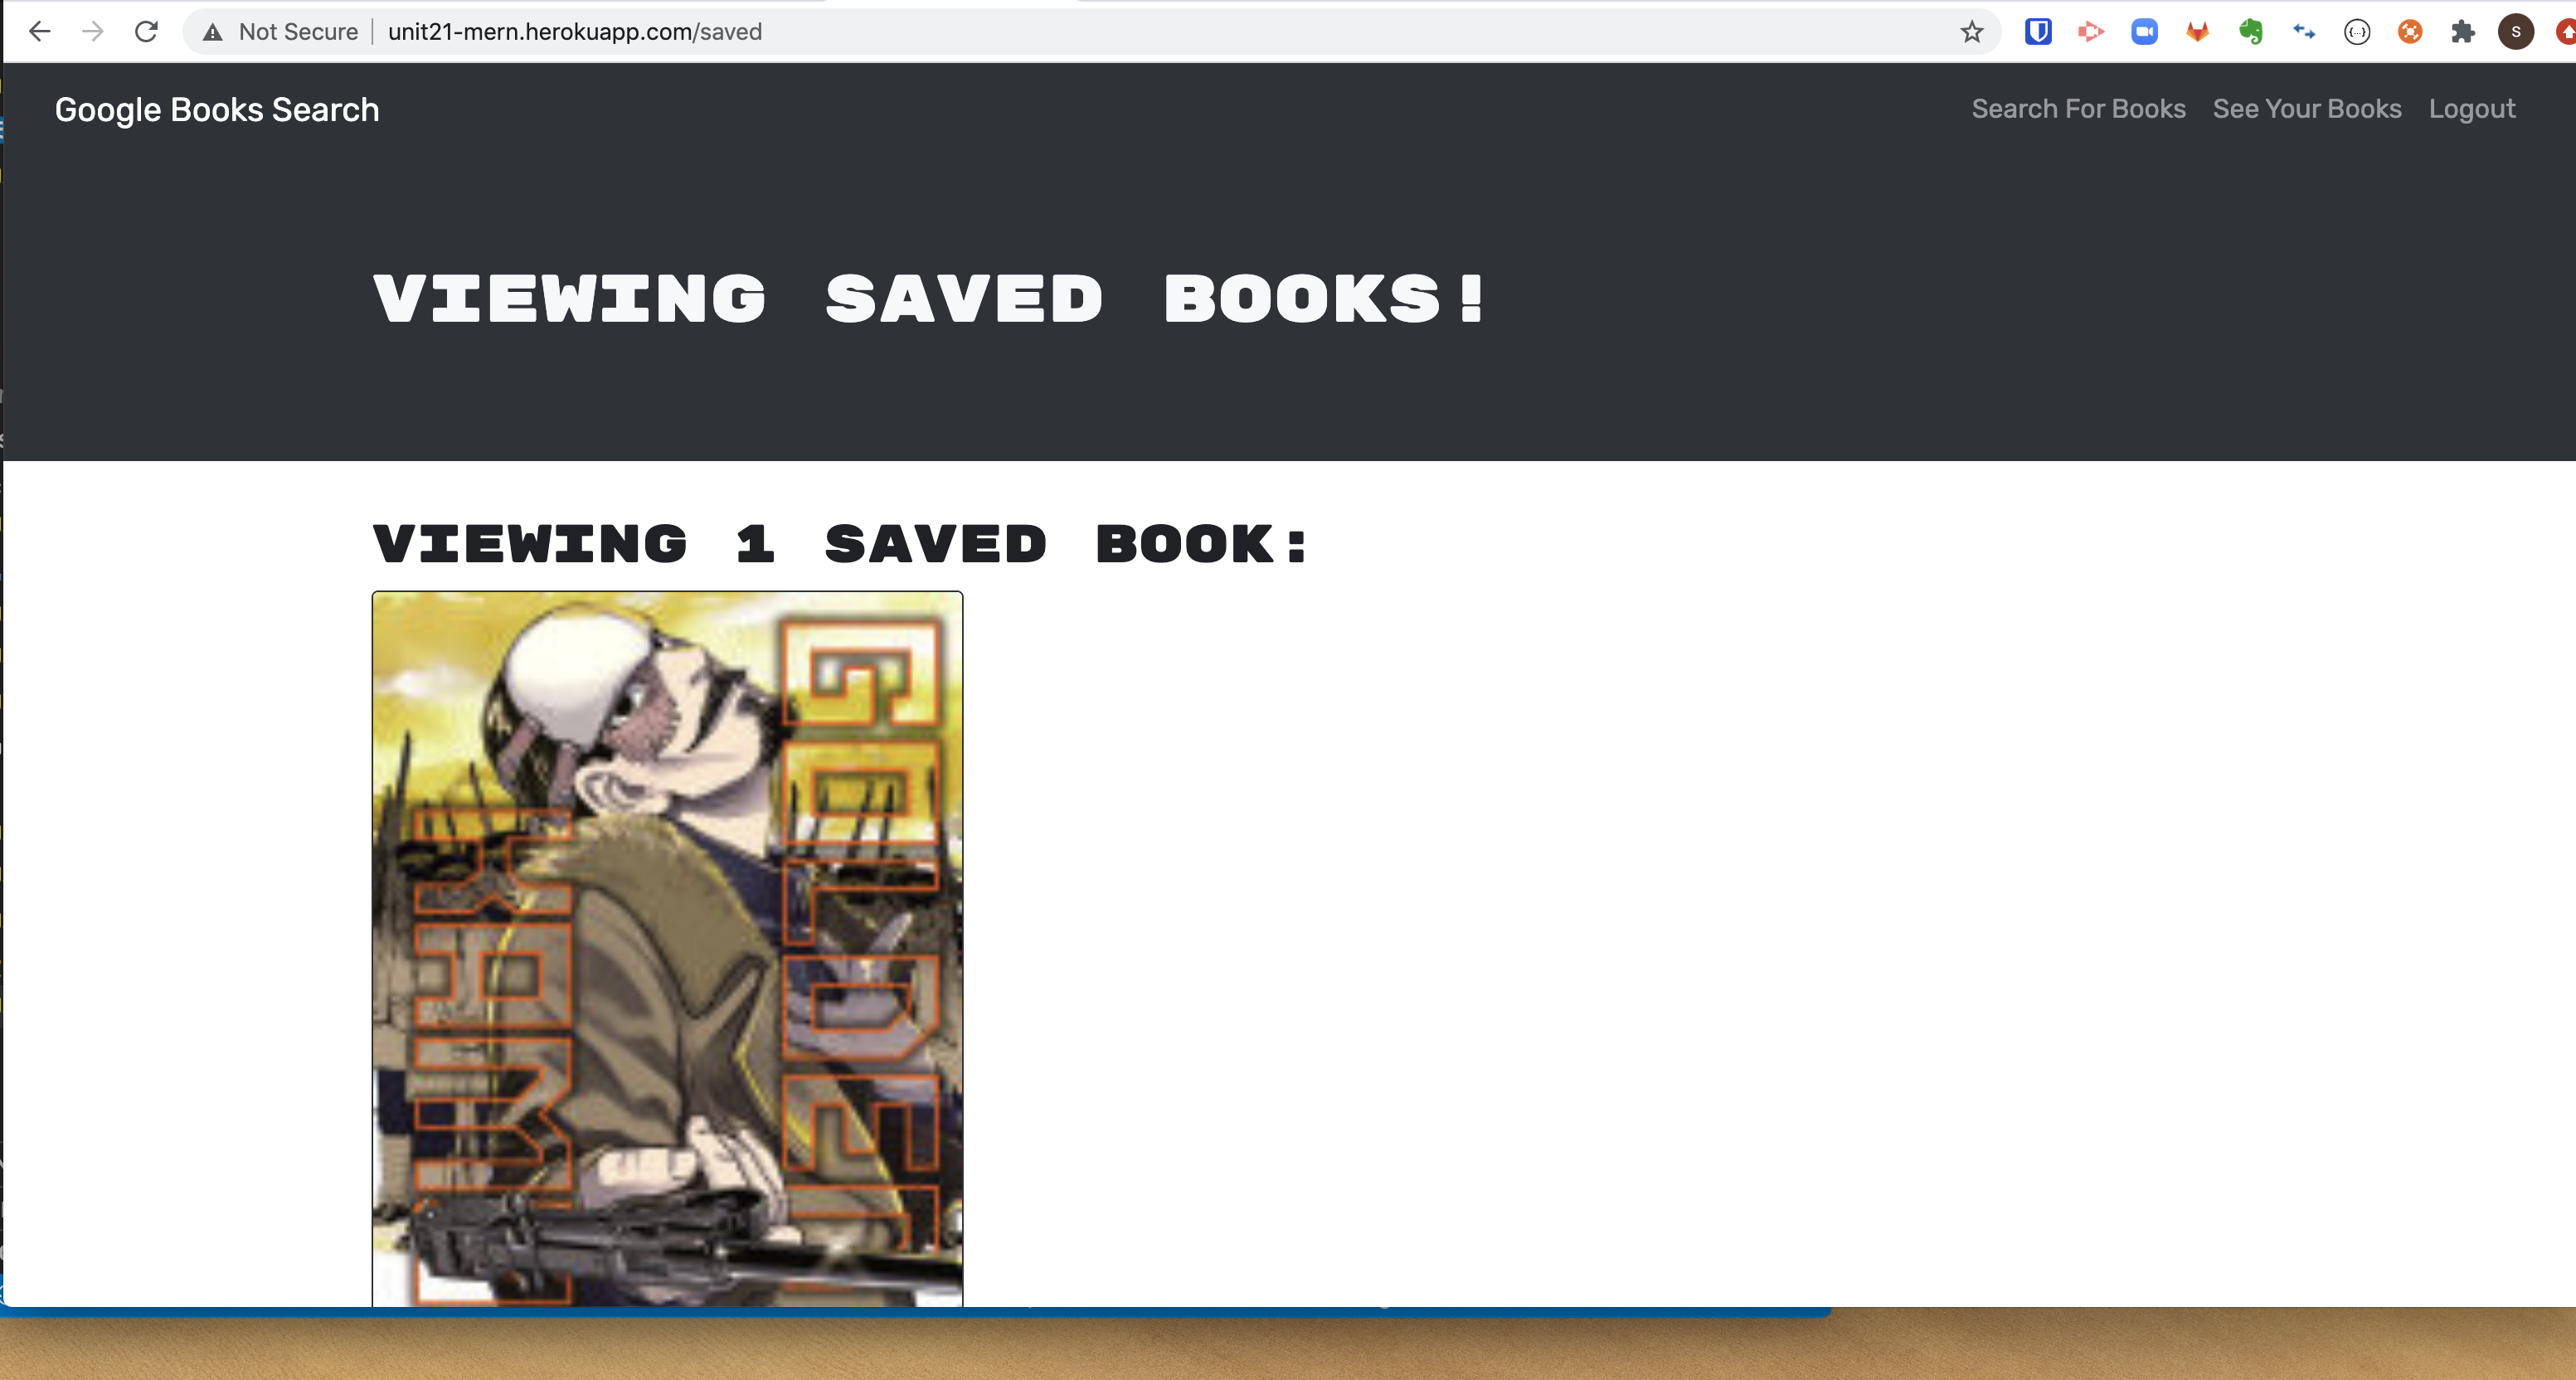 Not Secure unit21-mern.herokuapp.com/saved
S
Google Books Search
Search For Books See Your Books Logout
VIEWING SAVED BOOKS!
VIEWING 1 SAVED BOOK:
GOLDEN
KAMUY